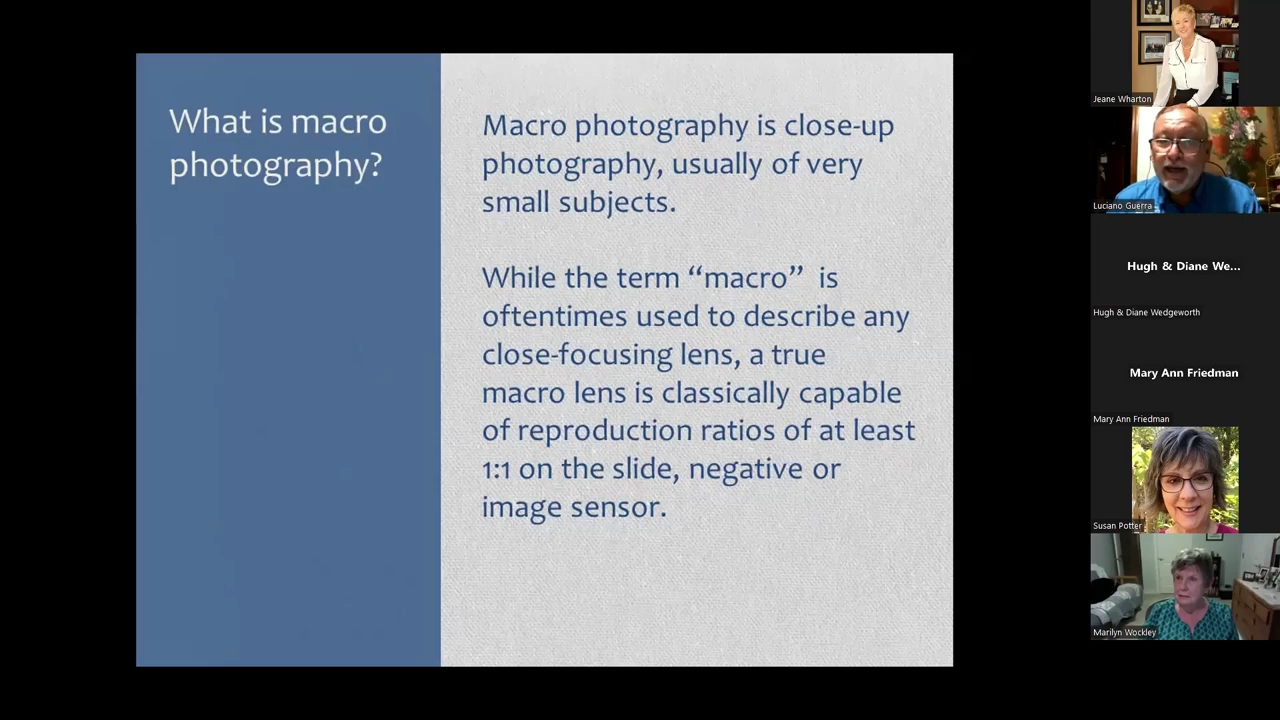 What is macro
photography?
Macro photography is close-up
photography, usually of very
small subjects.
While the term “macro”  is
oftentimes used to describe any
close-focusing lens, a true
macro lens is classically capable
of reproduction ratios of at least
1:1 on the slide, negative or
image sensor.
Jeane Wharton
Luciano Guerra
Hugh & Diane We...
Hugh & Diane Wedgeworth
Mary Ann Friedman
Mary Ann Friedman
Susan Potter
Marilyn Wockley